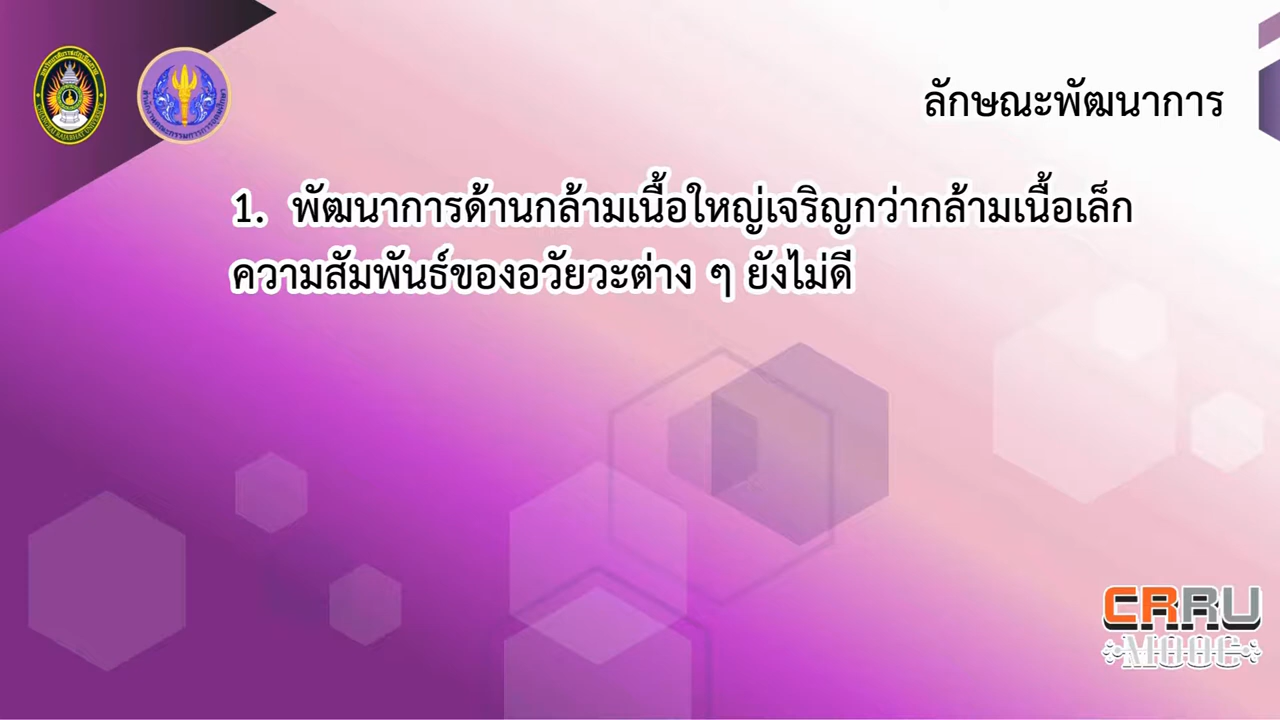 ลักษณะพัฒนาการ
1. พัฒนาการด้านกล้ามเนื้อใหญ่เจริญกว่ากล้ามเนื้อเล็ก
ความสัมพันธ์ของอวัยวะต่าง ๆ ยังไม่ดี
CRRU
MOOC